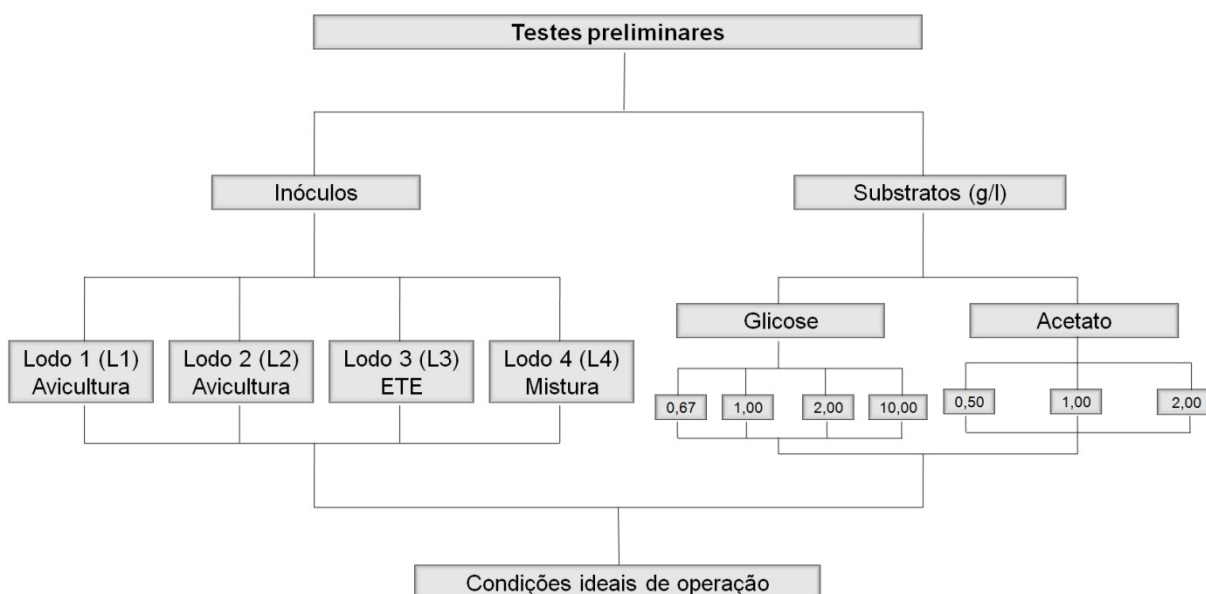 Testes preliminares
Inóculos
Substratos (g/l)
Glicose
Acetato
Lodo 1 (L1)
Avicultura
Lodo 2 (L2)
Avicultura
Lodo 3 (L3)
ETE
Lodo 4 (L4)
Mistura
0,67
1,00
2,00
10,00
0,50
1,00
2,00
Condições ideais de operação